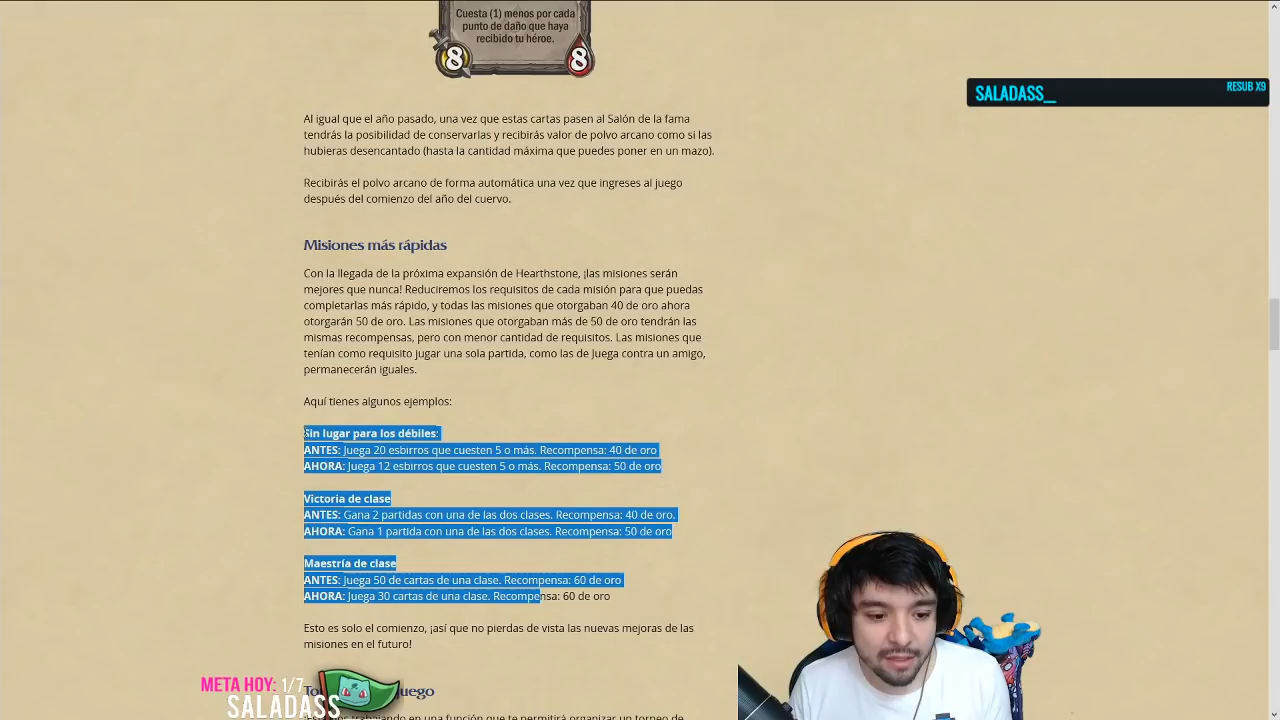 Cuesta (1) menos por cada
punto de daño que haya
recibido tu héroe.
8
8
SALADASS_
RESUB X9
Al igual que el año pasado, una vez que estas cartas pasen al Salón de la fama
tendrás la posibilidad de conservarlas y recibirás valor de polvo arcano como si las
hubieras desencantado (hasta la cantidad máxima que puedes poner en un mazo).
Recibirás el polvo arcano de forma automática una vez que ingreses al juego
después del comienzo del año del cuervo.
Misiones más rápidas
Con la llegada de la próxima expansión de Hearthstone, ¡las misiones serán
mejores que nunca! Reduciremos los requisitos de cada misión para que puedas
completarlas más rápido, y todas las misiones que otorgaban 40 de oro ahora
otorgarán 50 de oro. Las misiones que otorgaban más de 50 de oro tendrán las
mismas recompensas, pero con menor cantidad de requisitos. Las misiones que
tenían como requisito jugar una sola partida, como las de Juega contra un amigo,
permanecerán iguales.
Aquí tienes algunos ejemplos:
Sin lugar para los débiles:
ANTES: Juega 20 esbirros que cuesten 5 o más. Recompensa: 40 de oro
AHORA: Juega 12 esbirros que cuesten 5 o más. Recompensa: 50 de oro
Victoria de clase
ANTES: Gana 2 partidas con una de las dos clases. Recompensa: 40 de oro.
AHORA: Gana 1 partida con una de las dos clases. Recompensa: 50 de oro
Maestría de clase
ANTES: Juega 50 de cartas de una clase. Recompensa: 60 de oro
AHORA: Juega 30 cartas de una clase. Recompensa: 60 de oro
Esto es solo el comienzo, ¡así que no pierdas de vista las nuevas mejoras de las
misiones en el futuro!
META HOY: 1/7
SALADASS
juego
trabajando en una función que te permitirá organizar un torneo de